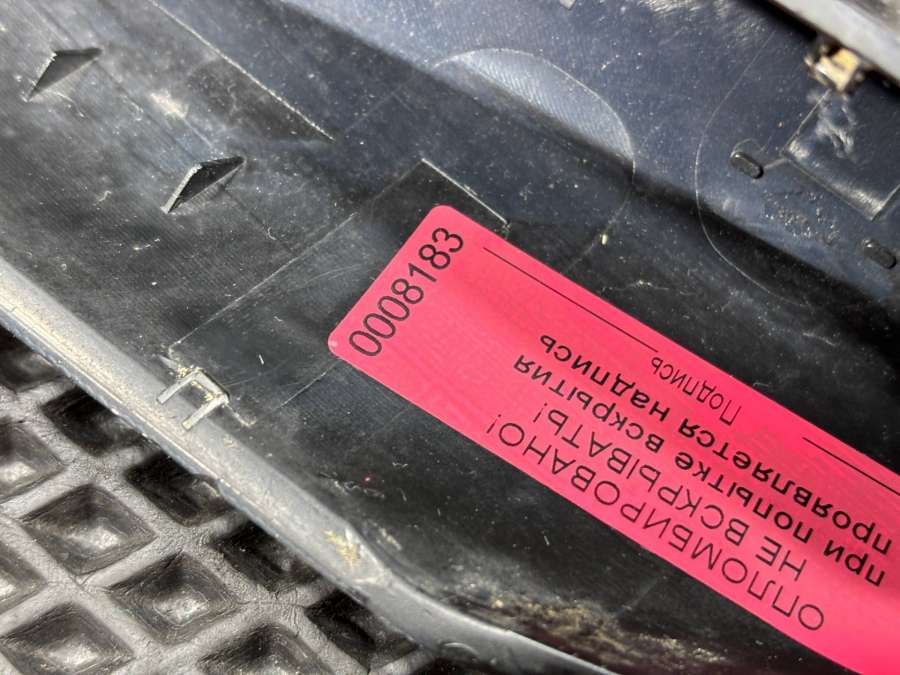 ОПЛОМБИРОВАНО!
НЕ ВСКРЫВАТЬ!
при попытке вскрытия
проявляется надпись
Подпись
0008183